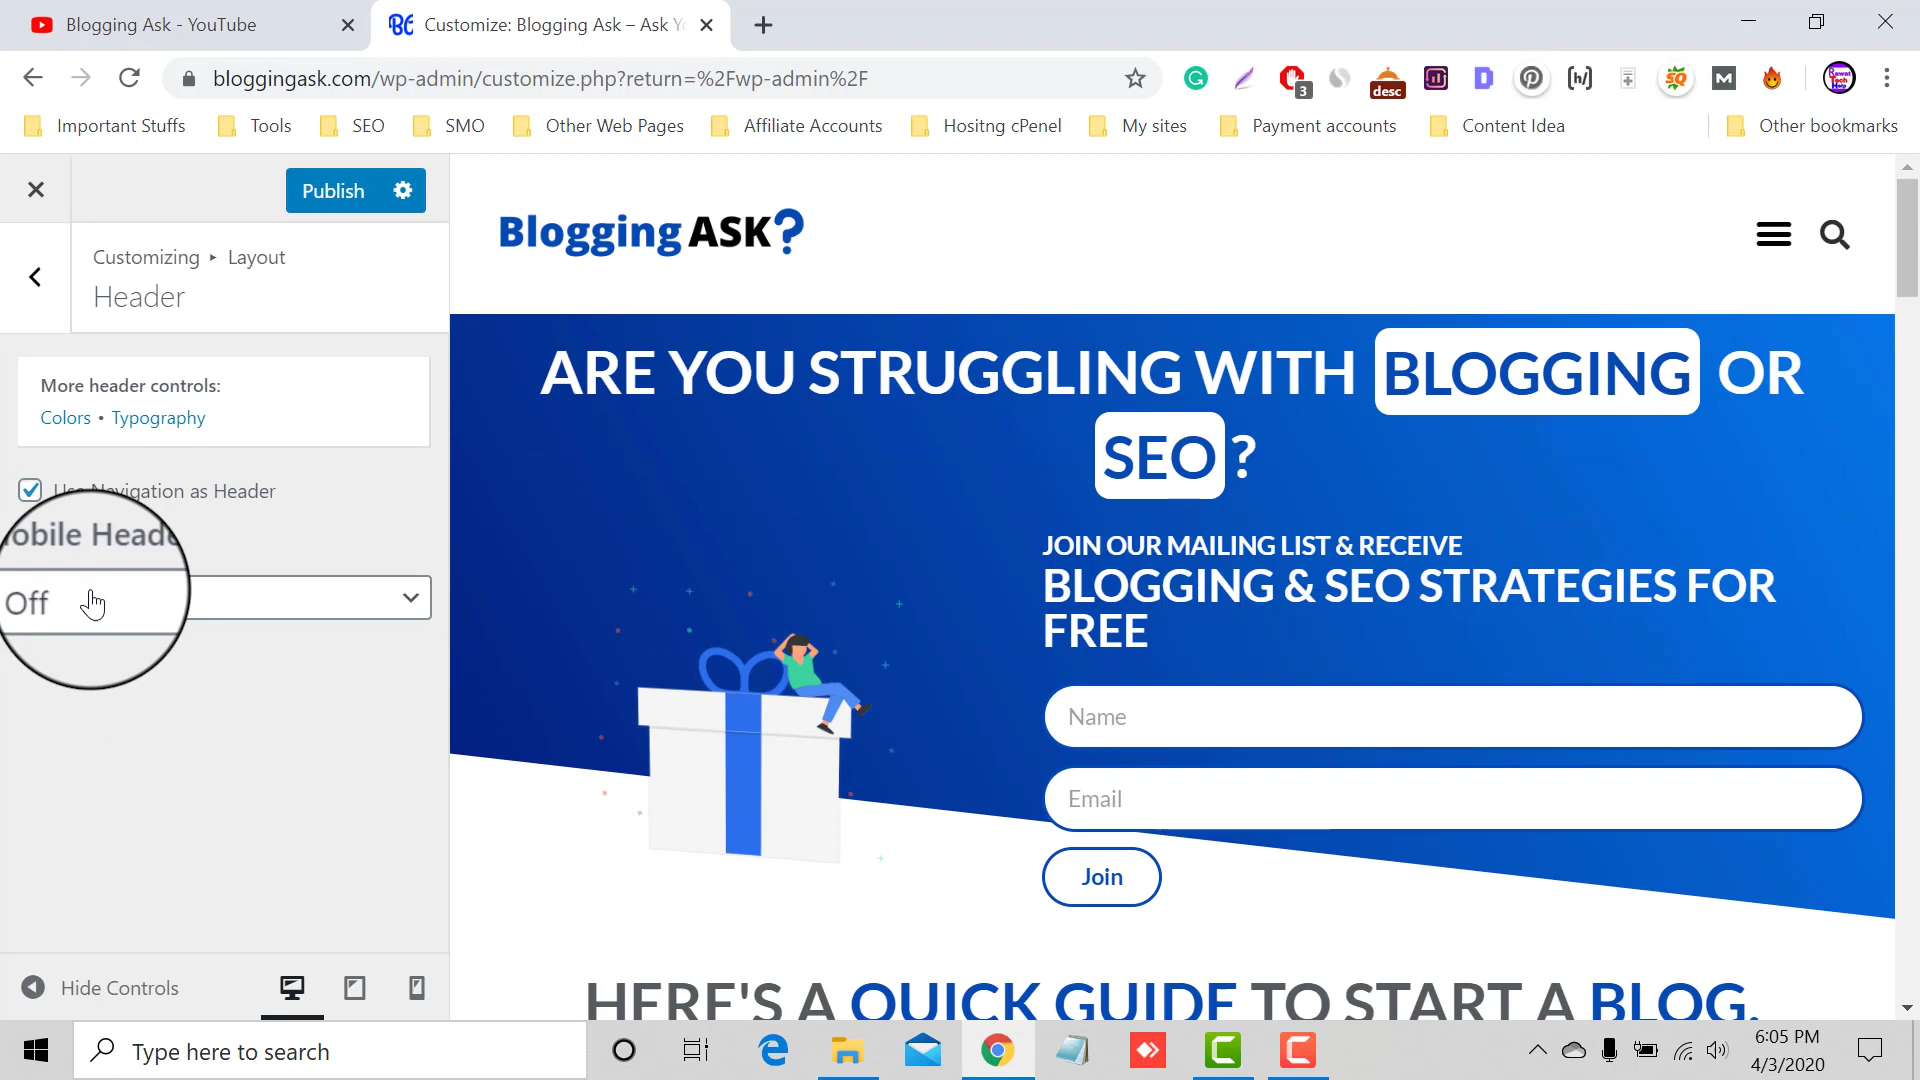 Blogging Ask - YouTube
Customize: Blogging Ask – Ask Yo
bloggingask.com/wp-admin/customize.php?return=%2Fwp-admin%2F
3
desc
Important Stuffs
Tools
SEO
SMO
Other Web Pages
Affiliate Accounts
Hositng cPenel
My sites
Payment accounts
Content Idea
Other bookmarks
Publish
Customizing ▸ Layout
Header
More header controls:
Colors • Typography
Use Navigation as Header
obile Heade
Off
Hide Controls
Blogging ASK?
ARE YOU STRUGGLING WITH BLOGGING OR
SEO ?
JOIN OUR MAILING LIST & RECEIVE
BLOGGING & SEO STRATEGIES FOR
FREE
Name
Email
Join
HERE'S A QUICK GUIDE TO START A BLOG.
Type here to search
6:05 PM
4/3/2020